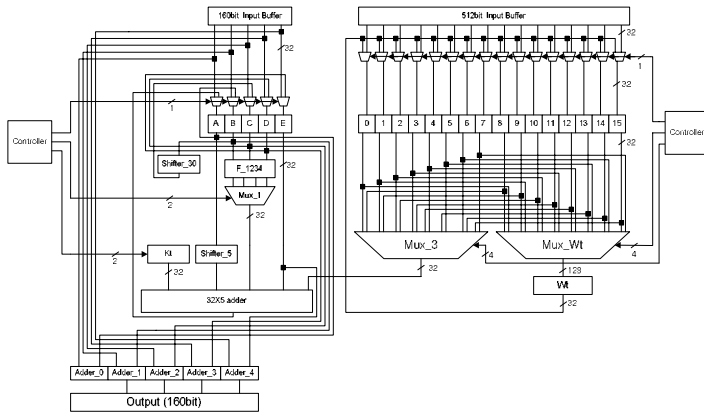 160bit Input Buffer
512bit Input Buffer
32
32
1
1
32
A B C D E
0 1 2 3 4 5 6 7 8 9 10 11 12 13 14 15
Controller
Controller
32
32
Shifter_30
F_1234
Mux_1
2
32
Mux_3
Mux_Wt
4
4
2
Kt
Shifter_5
32
32
128
Wt
32X5 adder
32
Adder_0 Adder_1 Adder_2 Adder_3 Adder_4
Output (160bit)